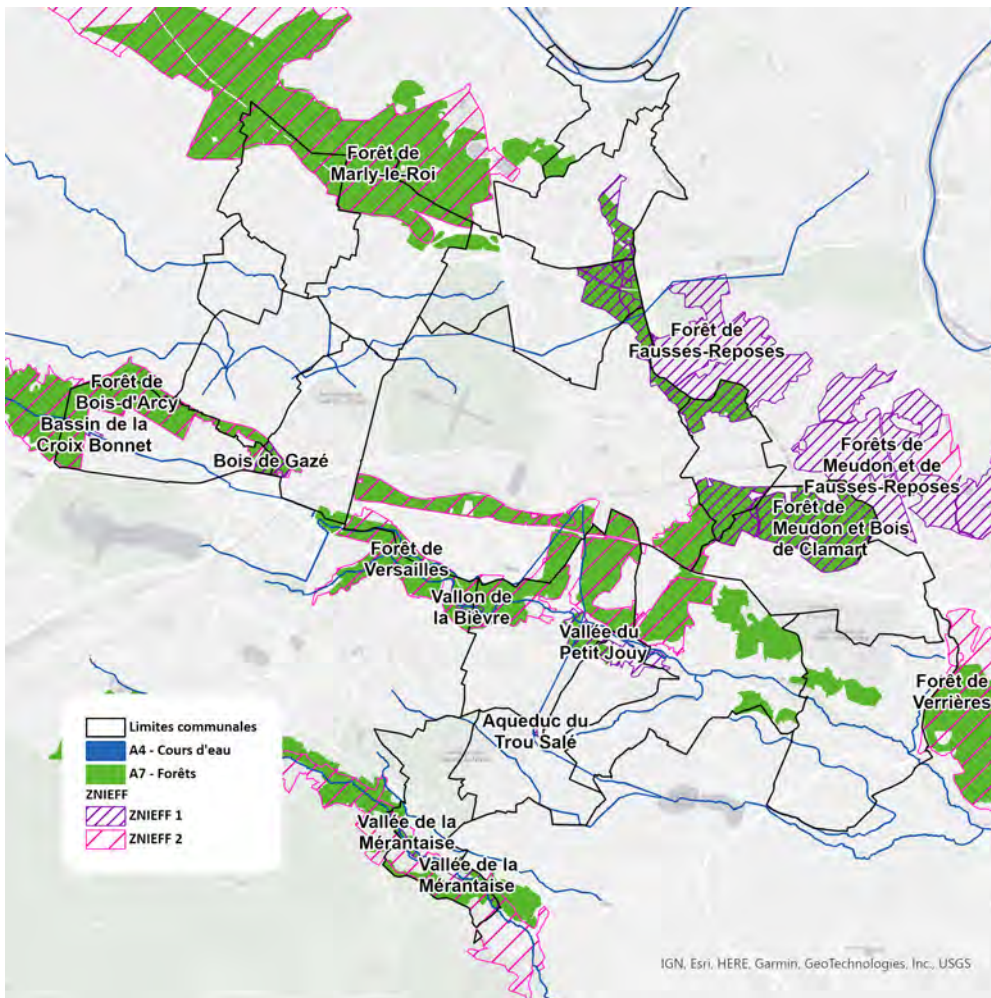 Forêt de
Marly-le-Roi
Forêt de
Fausses-Reposes
Forêt de
Bois-d'Arcy
Bassin de la
Croix Bonnet
Bois de Gazé
Forêts de
Meudon et de
Fausses-Reposes
Forêt de
Meudon et Bois
de Clamart
Forêt de
Versailles
Vallon de
la Bièvre
Vallée du
Petit Jouy
Forêt de
Verrières
Aqueduc du
Trou Salé
Limites communales
A4 - Cours d'eau
A7 - Forêts
ZNIEFF
ZNIEFF 1
ZNIEFF 2
Vallée de la
Mérantaise
Vallée de la
Mérantaise
IGN, Esri, HERE, Garmin, GeoTechnologies, Inc., USGS